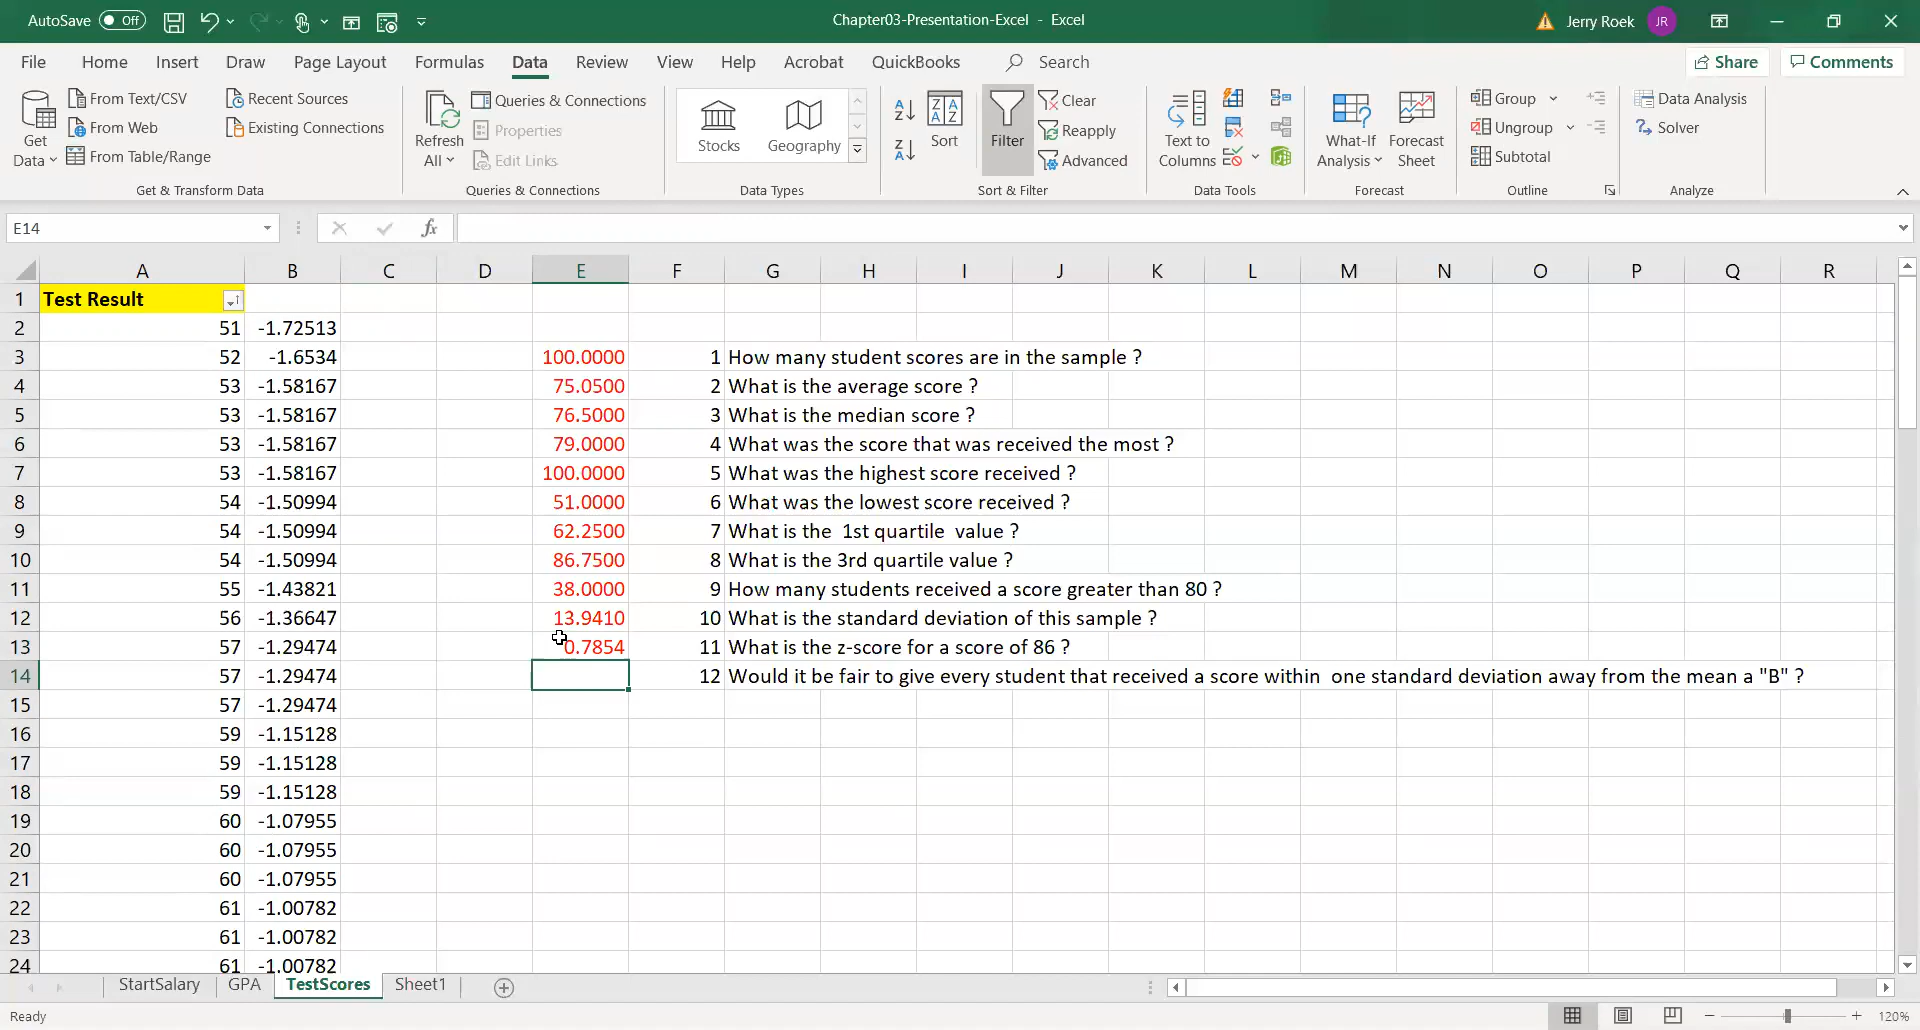 AutoSave Off
Chapter03-Presentation-Excel - Excel
Jerry Roek JR
File Home Insert Draw Page Layout Formulas Data Review View Help Acrobat QuickBooks Search Share Comments
Get Data
From Text/CSV
From Web
From Table/Range
Recent Sources
Existing Connections
Get & Transform Data
Refresh All
Queries & Connections
Properties
Edit Links
Queries & Connections
Stocks Geography
Data Types
Sort
Filter
Clear
Reapply
Advanced
Sort & Filter
Text to Columns
Data Tools
What-If Analysis
Forecast Sheet
Forecast
Group
Ungroup
Subtotal
Outline
Data Analysis
Solver
Analyze
E14 fx
A B C D E F G H I J K L M N O P Q R
1 Test Result
2 51 -1.72513
3 52 -1.6534 100.0000 1 How many student scores are in the sample ?
4 53 -1.58167 75.0500 2 What is the average score ?
5 53 -1.58167 76.5000 3 What is the median score ?
6 53 -1.58167 79.0000 4 What was the score that was received the most ?
7 53 -1.58167 100.0000 5 What was the highest score received ?
8 54 -1.50994 51.0000 6 What was the lowest score received ?
9 54 -1.50994 62.2500 7 What is the 1st quartile value ?
10 54 -1.50994 86.7500 8 What is the 3rd quartile value ?
11 55 -1.43821 38.0000 9 How many students received a score greater than 80 ?
12 56 -1.36647 13.9410 10 What is the standard deviation of this sample ?
13 57 -1.29474 0.7854 11 What is the z-score for a score of 86 ?
14 57 -1.29474 12 Would it be fair to give every student that received a score within one standard deviation away from the mean a "B" ?
15 57 -1.29474
16 59 -1.15128
17 59 -1.15128
18 59 -1.15128
19 60 -1.07955
20 60 -1.07955
21 60 -1.07955
22 61 -1.00782
23 61 -1.00782
24 61 -1.00782
StartSalary GPA TestScores Sheet1
Ready
120%